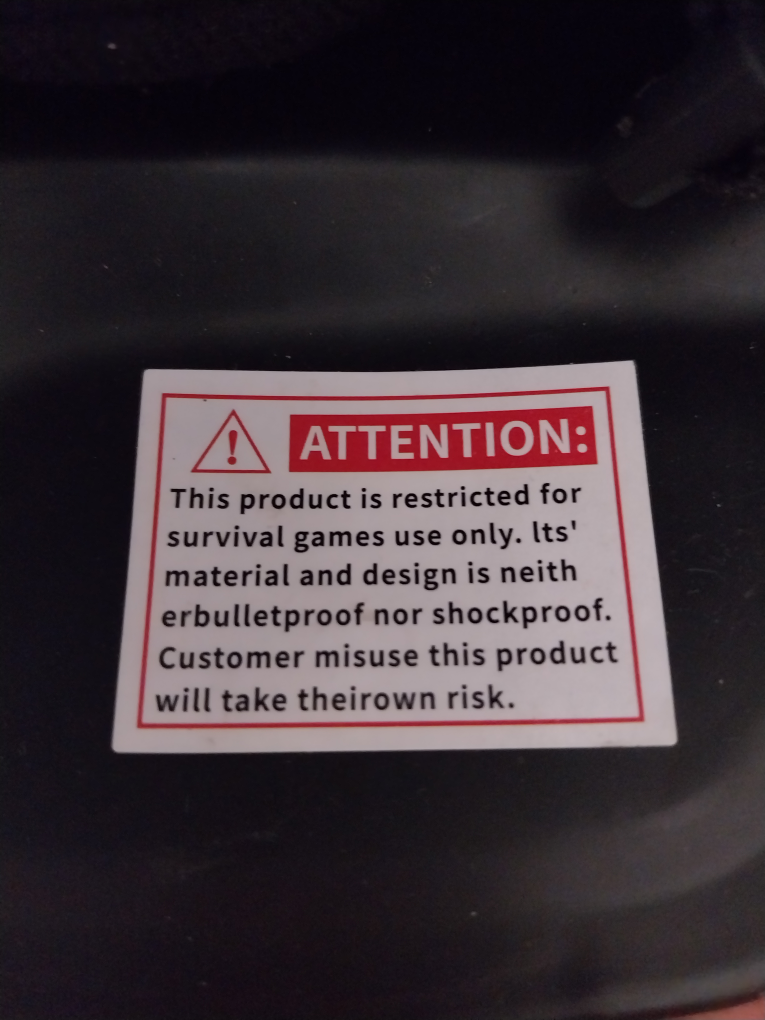 ATTENTION:
This product is restricted for
survival games use only. lts'
material and design is neith
erbulletproof nor shockproof.
Customer misuse this product
will take theirown risk.